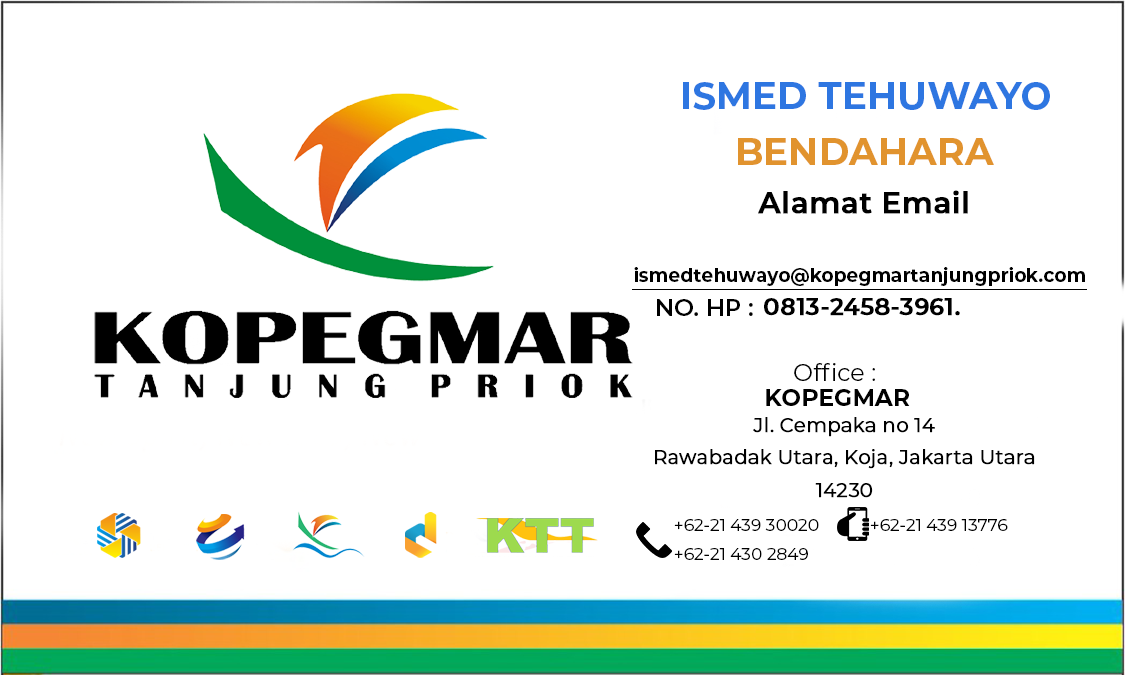 KOPEGMAR
TANJUNG PRIOK
KTT
ISMED TEHUWAYO
BENDAHARA
Alamat Email
ismedtehuwayo@kopegmartanjungpriok.com
NO. HP : 0813-2458-3961.
Office :
KOPEGMAR
Jl. Cempaka no 14
Rawabadak Utara, Koja, Jakarta Utara
14230
+62-21 439 30020 +62-21 439 13776
+62-21 430 2849